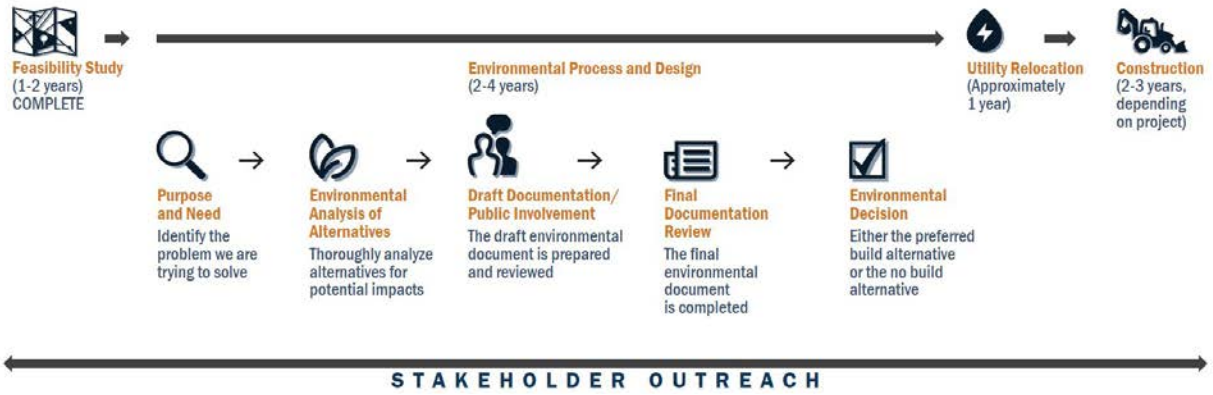 Feasibility Study
(1-2 years)
COMPLETE
Environmental Process and Design
(2-4 years)
Utility Relocation
(Approximately
1 year)
Construction
(2-3 years,
depending
on project)
Purpose
and Need
Identify the
problem we are
trying to solve
Environmental
Analysis of
Alternatives
Thoroughly analyze
alternatives for
potential impacts
Draft Documentation/
Public Involvement
The draft environmental
document is prepared
and reviewed
Final
Documentation
Review
The final
environmental
document
is completed
Environmental
Decision
Either the preferred
build alternative
or the no build
alternative
STAKEHOLDER OUTREACH